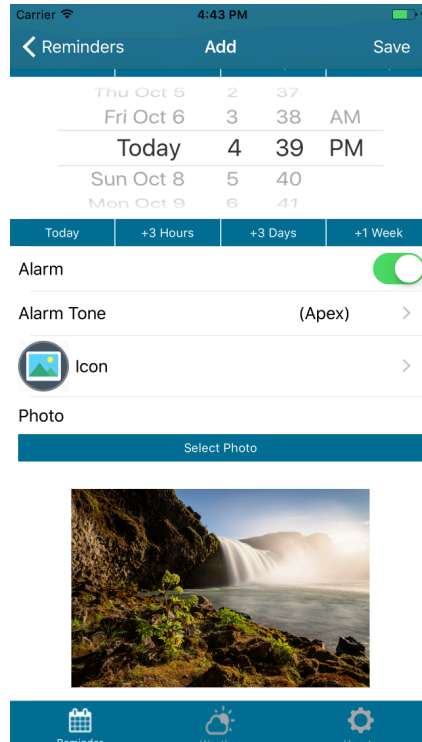 Carrier 4:43 PM
Reminders Add Save
Thu Oct 5 2 37
Fri Oct 6 3 38 AM
Today 4 39 PM
Sun Oct 8 5 40
Mon Oct 9 6 41
Today +3 Hours +3 Days +1 Week
Alarm
Alarm Tone (Apex)
Icon
Photo
Select Photo
Reminder